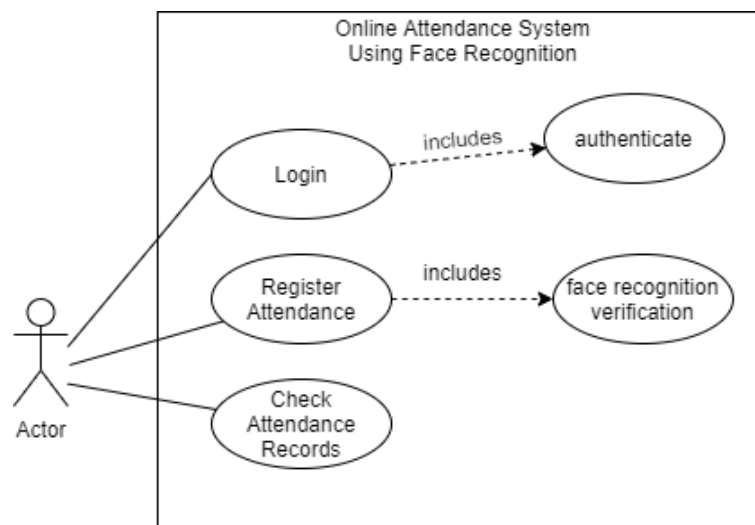 Online Attendance System
Using Face Recognition
includes
authenticate
Login
Register
Attendance
includes
face recognition
verification
Check
Attendance
Records
Actor